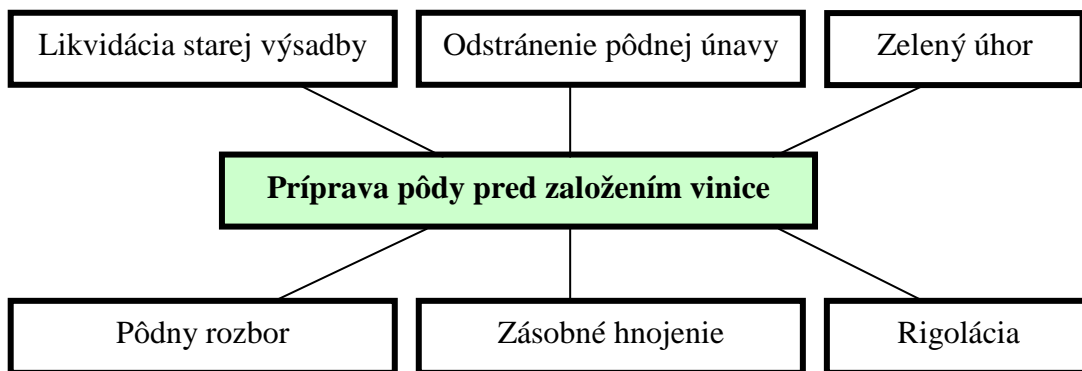 Likvidácia starej výsadby
Odstránenie pôdnej únavy
Zelený úhor
Príprava pôdy pred založením vinice
Pôdny rozbor
Zásobné hnojenie
Rigolácia